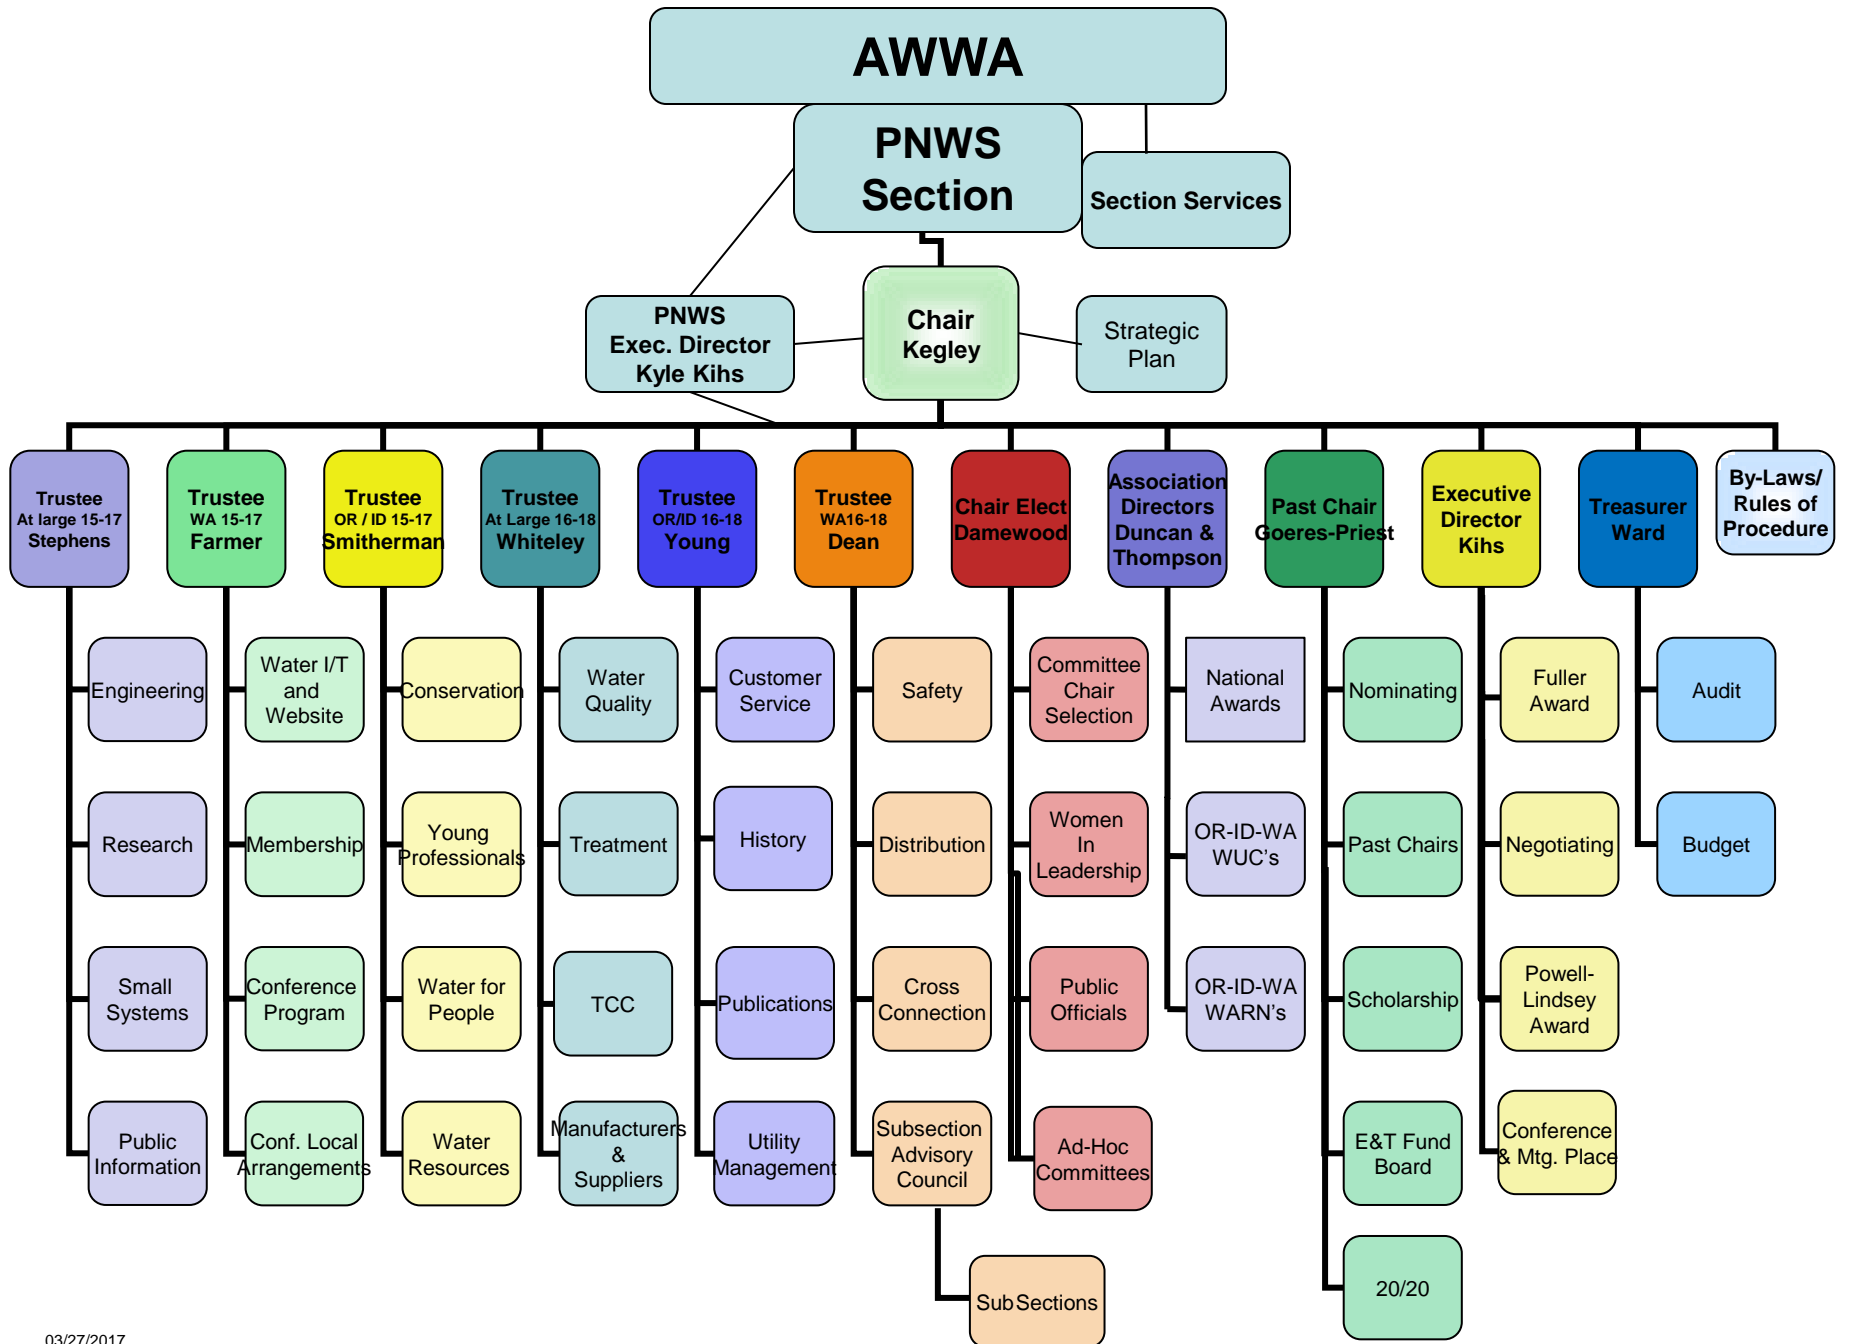 AWWA
PNWS
Section
Section Services
PNWS
Exec. Director
Kyle Kihs
Chair
Kegley
Strategic
Plan
Trustee
At large 15-17
Stephens
Trustee
WA 15-17
Farmer
Trustee
OR / ID 15-17
Smitherman
Trustee
At Large 16-18
Whiteley
Trustee
OR/ID 16-18
Young
Trustee
WA16-18
Dean
Chair Elect
Damewood
Association
Directors
Duncan &
Thompson
Past Chair
Goeres-Priest
Executive
Director
Kihs
Treasurer
Ward
By-Laws/
Rules of
Procedure
Engineering
Water I/T
and
Website
Conservation
Water
Quality
Customer
Service
Safety
Committee
Chair
Selection
National
Awards
Nominating
Fuller
Award
Audit
Research
Membership
Young
Professionals
Treatment
History
Distribution
Women
In
Leadership
OR-ID-WA
WUC's
Past Chairs
Negotiating
Budget
Small
Systems
Conference
Program
Water for
People
TCC
Publications
Cross
Connection
Public
Officials
OR-ID-WA
WARN's
Scholarship
Powell-
Lindsey
Award
Public
Information
Conf. Local
Arrangements
Water
Resources
Manufacturers
&
Suppliers
Utility
Management
Subsection
Advisory
Council
Ad-Hoc
Committees
E&T Fund
Board
Conference
& Mtg. Place
SubSections
20/20
03/27/2017